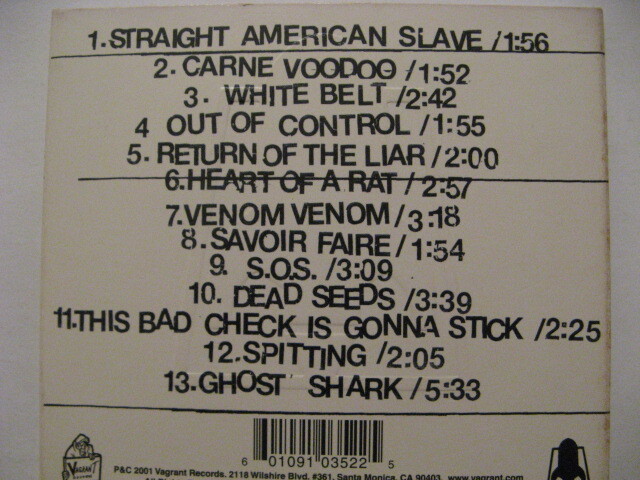 1.STRAIGHT AMERICAN SLAVE /1:56
2. CARNE VOODOO /1:52
3. WHITE BELT /2:42
4 OUT OF CONTROL /1:55
5. RETURN OF THE LIAR /2:00
6.HEART OF A RAT / 2:57
7.VENOM VENOM/3:18
8.SAVOIR FAIRE / 1:54
9. S.O.S. /3:09
10. DEAD SEEDS /3:39
11.THIS BAD CHECK IS GONNA STICK /2:25
12.SPITTING /2:05
13.GHOST SHARK / 5:33
6 01091 03522 5
VAGRANT
P&C 2001 Vagrant Records. 2118 Wilshire Blvd. #361, Santa Monica, CA 90403. www.vagrant.com